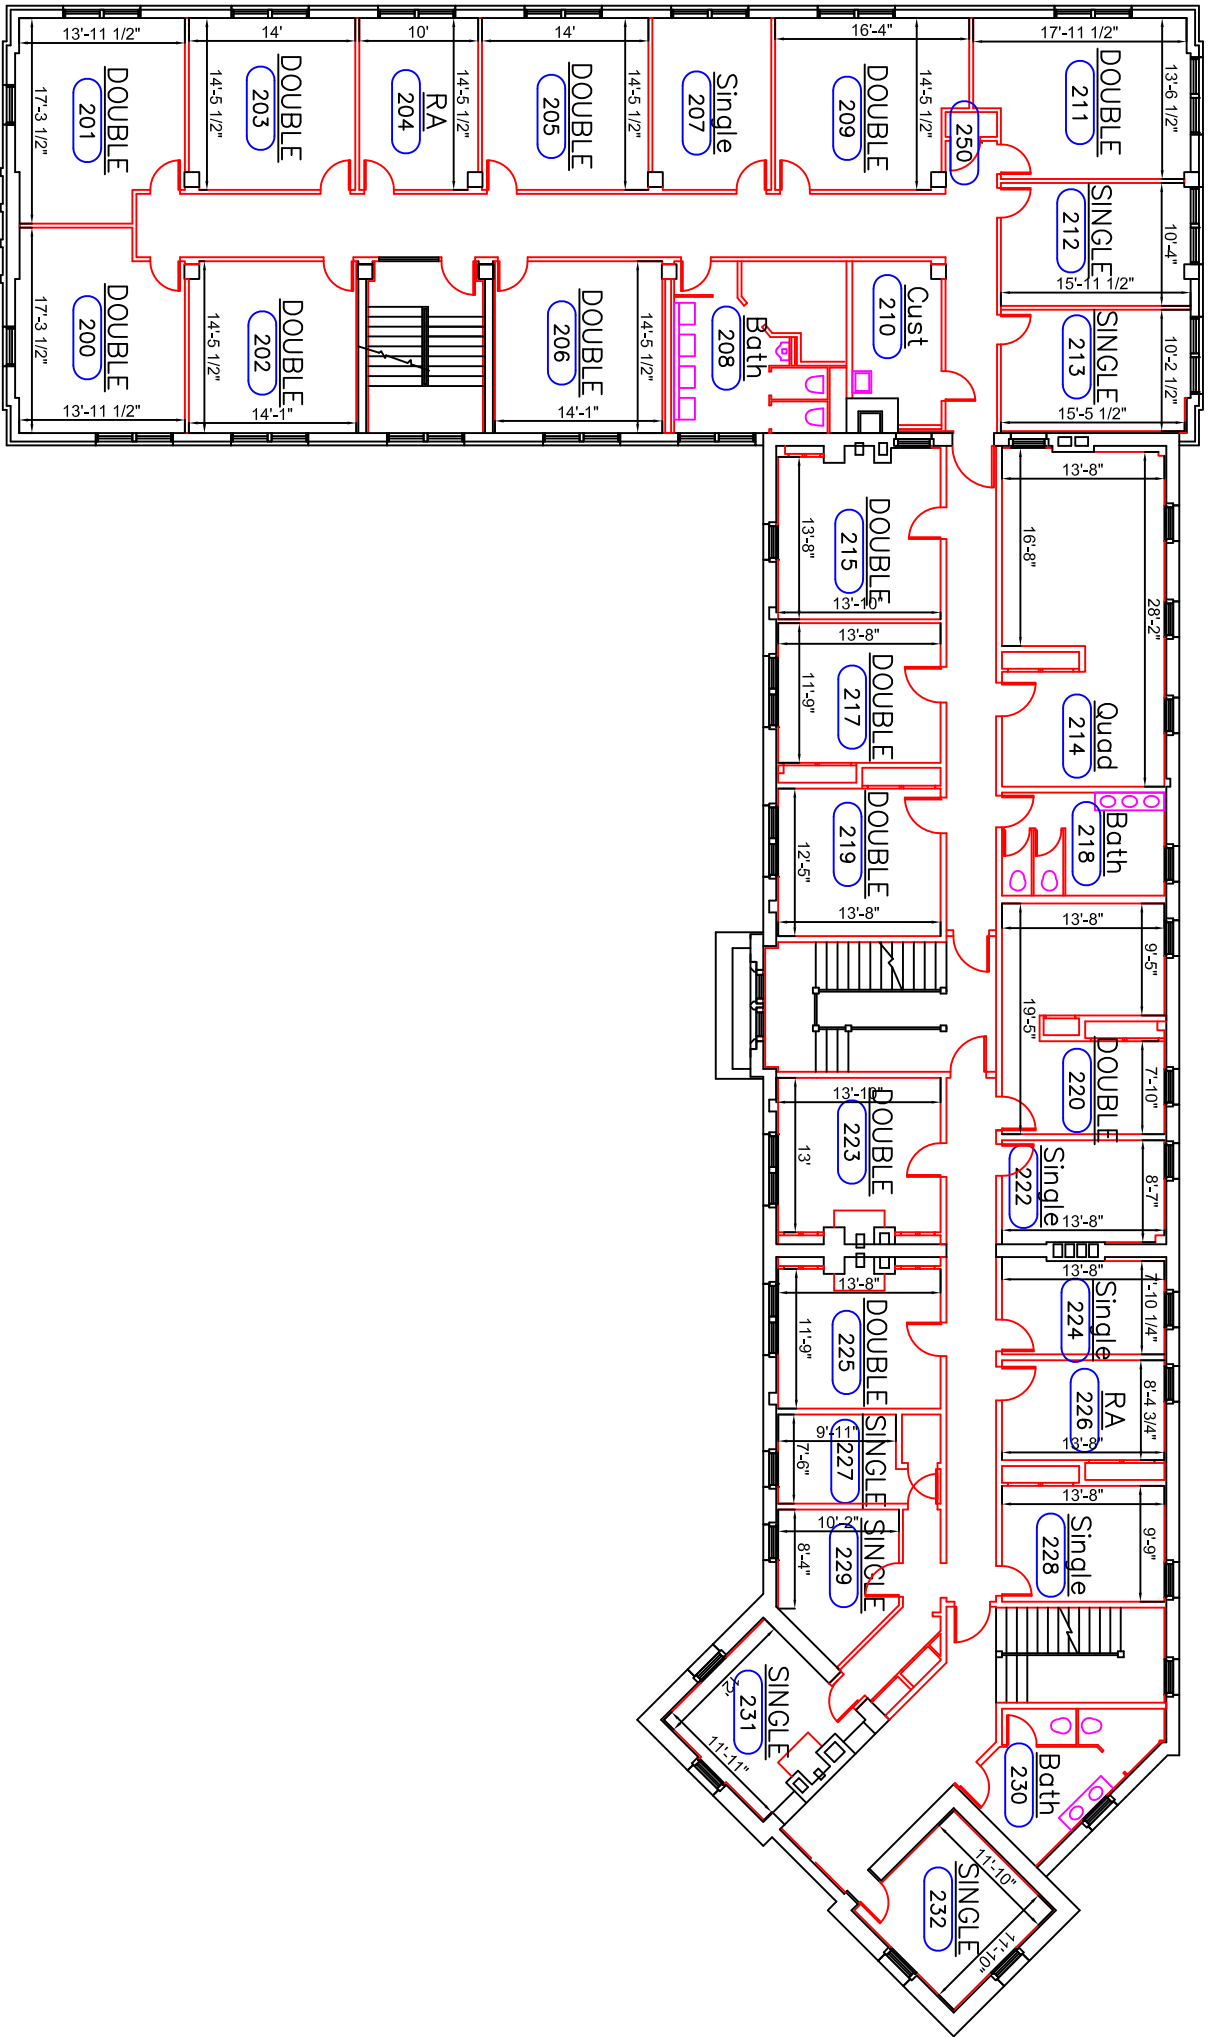 13'-11 1/2"
17'-3 1/2"
DOUBLE
201
14'
14'-5 1/2"
DOUBLE
203
10'
14'-5 1/2"
RA
204
14'
14'-5 1/2"
DOUBLE
205
Single
207
16'-4"
14'-5 1/2"
DOUBLE
209
250
17'-11 1/2"
13'-6 1/2"
DOUBLE
211
SINGLE
212
10'-4"
15'-11 1/2"
SINGLE
213
10'-2 1/2"
15'-5 1/2"
17'-3 1/2"
DOUBLE
200
13'-11 1/2"
14'-5 1/2"
DOUBLE
202
14'-1"
DOUBLE
206
14'-5 1/2"
14'-1"
Bath
208
Cust
210
DOUBLE
215
13'-8"
13'-10"
13'-8"
16'-8"
28'-2"
Quad
214
13'-8"
11'-9"
DOUBLE
217
DOUBLE
219
12'-5"
13'-8"
Bath
218
13'-8"
9'-5"
19'-5"
DOUBLE
220
7'-10"
13'-10"
DOUBLE
223
13'
Single
222
8'-7"
13'-8"
13'-8"
11'-9"
DOUBLE
225
13'-8"
7'-10 1/4"
Single
224
RA
226
8'-4 3/4"
13'-8"
9'-11"
7'-6"
SINGLE
227
13'-8"
9'-9"
Single
228
10'-2"
8'-4"
SINGLE
229
SINGLE
231
12'
11'-11"
Bath
230
SINGLE
232
11'-10"
11'-10"